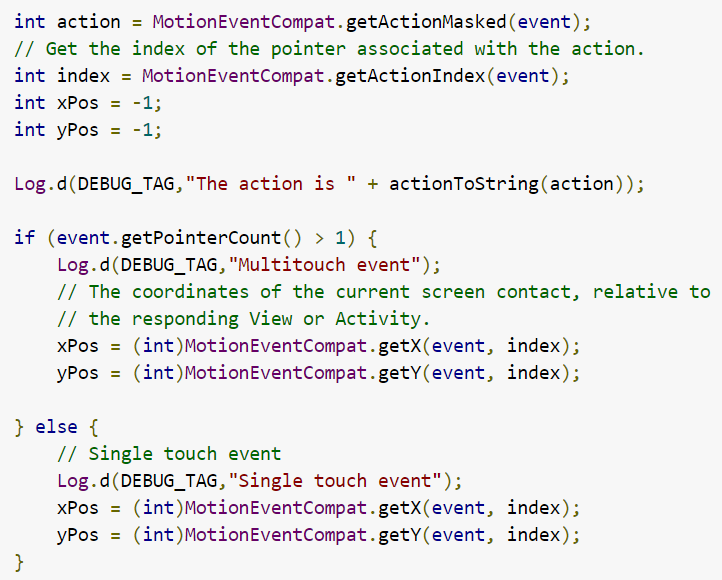 int action = MotionEventCompat.getActionMasked(event);
// Get the index of the pointer associated with the action.
int index = MotionEventCompat.getActionIndex(event);
int xPos = -1;
int yPos = -1;

Log.d(DEBUG_TAG,"The action is " + actionToString(action));

if (event.getPointerCount() > 1) {
    Log.d(DEBUG_TAG,"Multitouch event");
    // The coordinates of the current screen contact, relative to
    // the responding View or Activity.
    xPos = (int)MotionEventCompat.getX(event, index);
    yPos = (int)MotionEventCompat.getY(event, index);

} else {
    // Single touch event
    Log.d(DEBUG_TAG,"Single touch event");
    xPos = (int)MotionEventCompat.getX(event, index);
    yPos = (int)MotionEventCompat.getY(event, index);
}